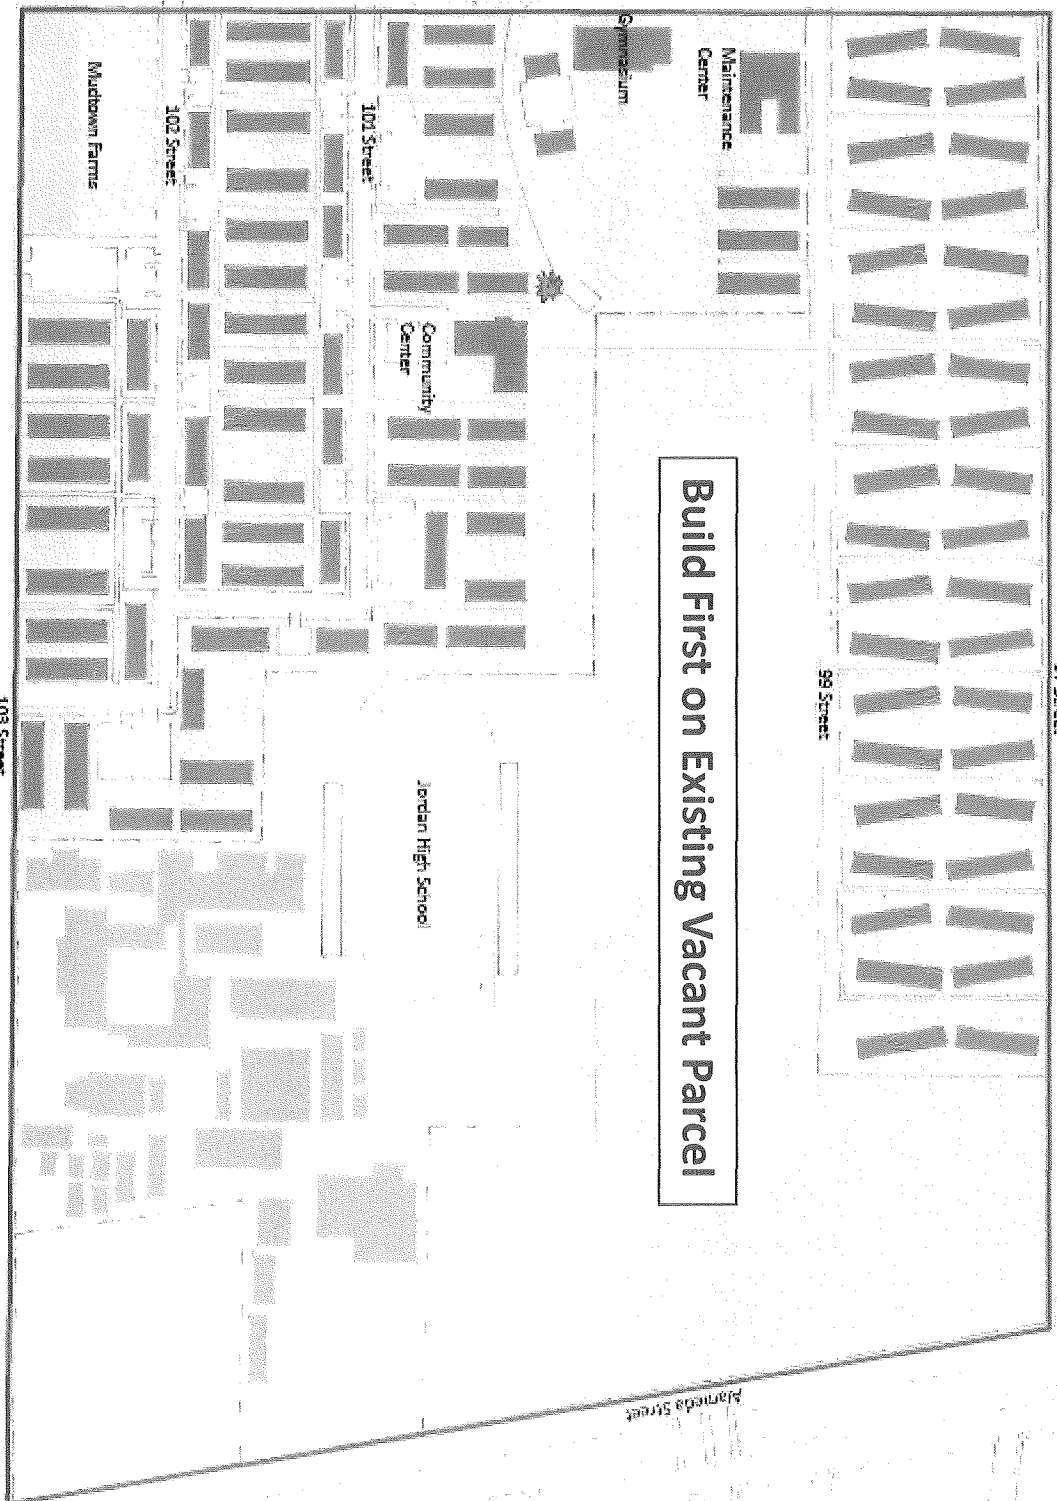 Gymnasium
Maintenance
Center
Mudtown Farms
102 Street
101 Street
Community
Center
Build First on Existing Vacant Parcel
99 Street
103 Street
Jordan High School
Alameda Street